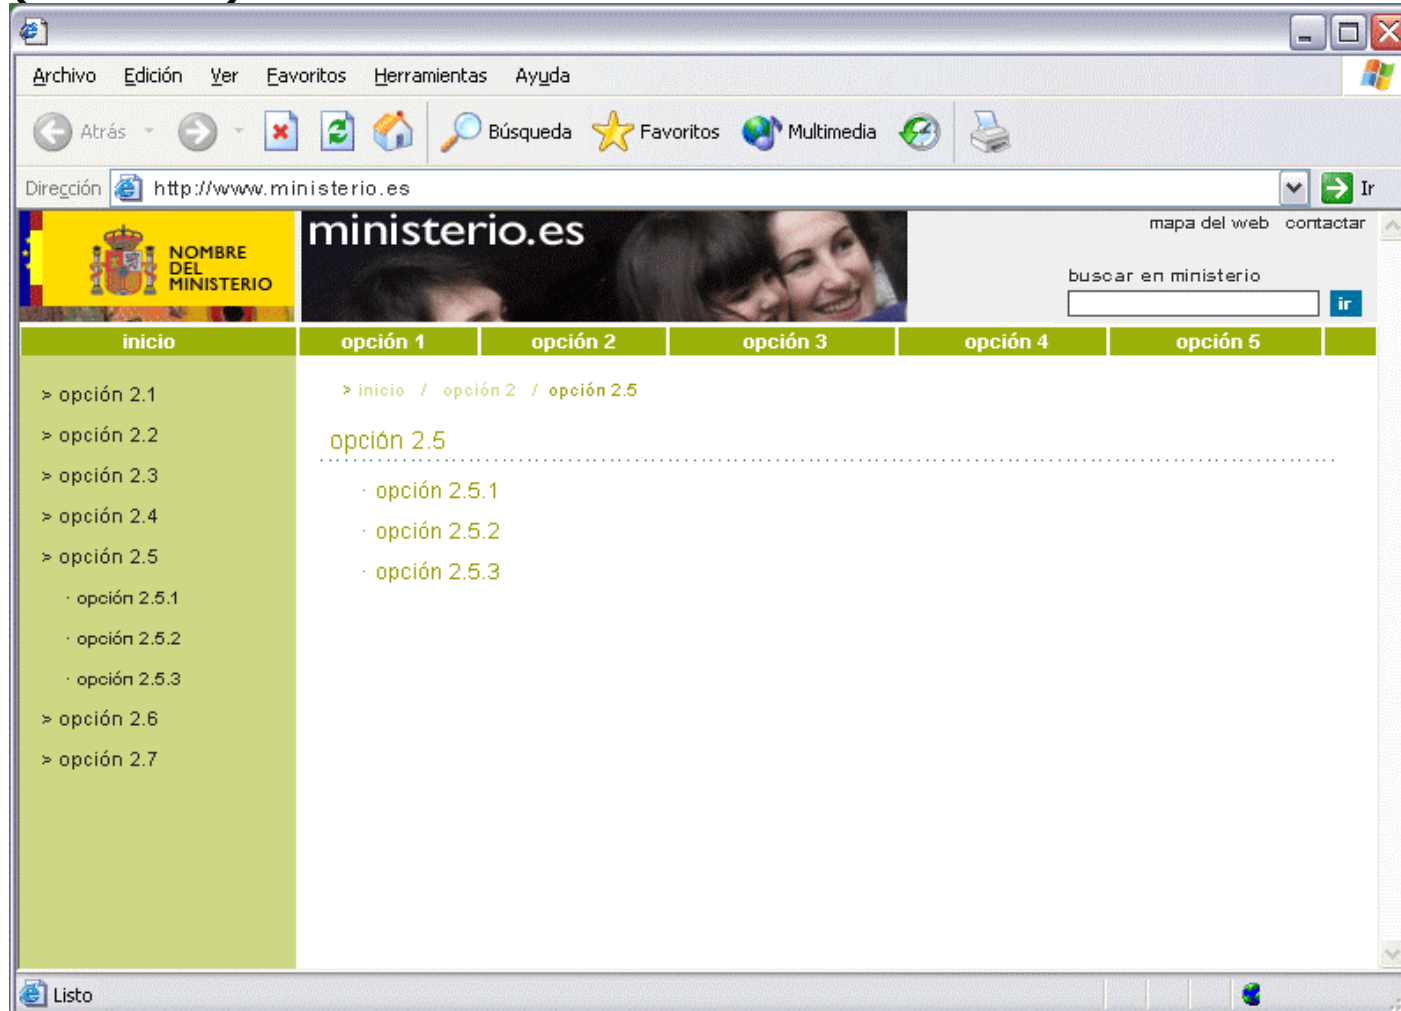 Archivo Edición Ver Favoritos Herramientas Ayuda
Atrás Búsqueda Favoritos Multimedia
Dirección http://www.ministerio.es Ir
NOMBRE
DEL
MINISTERIO
ministerio.es
mapa del web contactar
buscar en ministerio
ir
inicio opción 1 opción 2 opción 3 opción 4 opción 5
> opción 2.1
> opción 2.2
> opción 2.3
> opción 2.4
> opción 2.5
· opción 2.5.1
· opción 2.5.2
· opción 2.5.3
> opción 2.6
> opción 2.7
> inicio / opción 2 / opción 2.5
opción 2.5
· opción 2.5.1
· opción 2.5.2
· opción 2.5.3
Listo